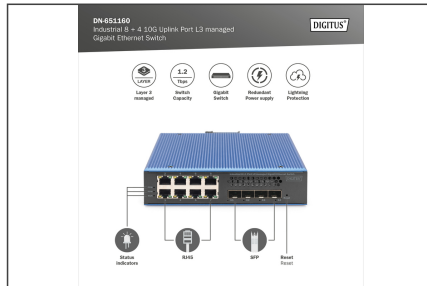 DN-651160
Industrial 8 + 4 10G Uplink Port L3 managed
Gigabit Ethernet Switch
DIGITUS®
3
LAYER
1.2
Tbps
Layer 3
managed
Switch
Capacity
Gigabit
Switch
Redundant
Power supply
Lightning
Protection
Status
Indicators
RJ45
SFP
Reset
Reset